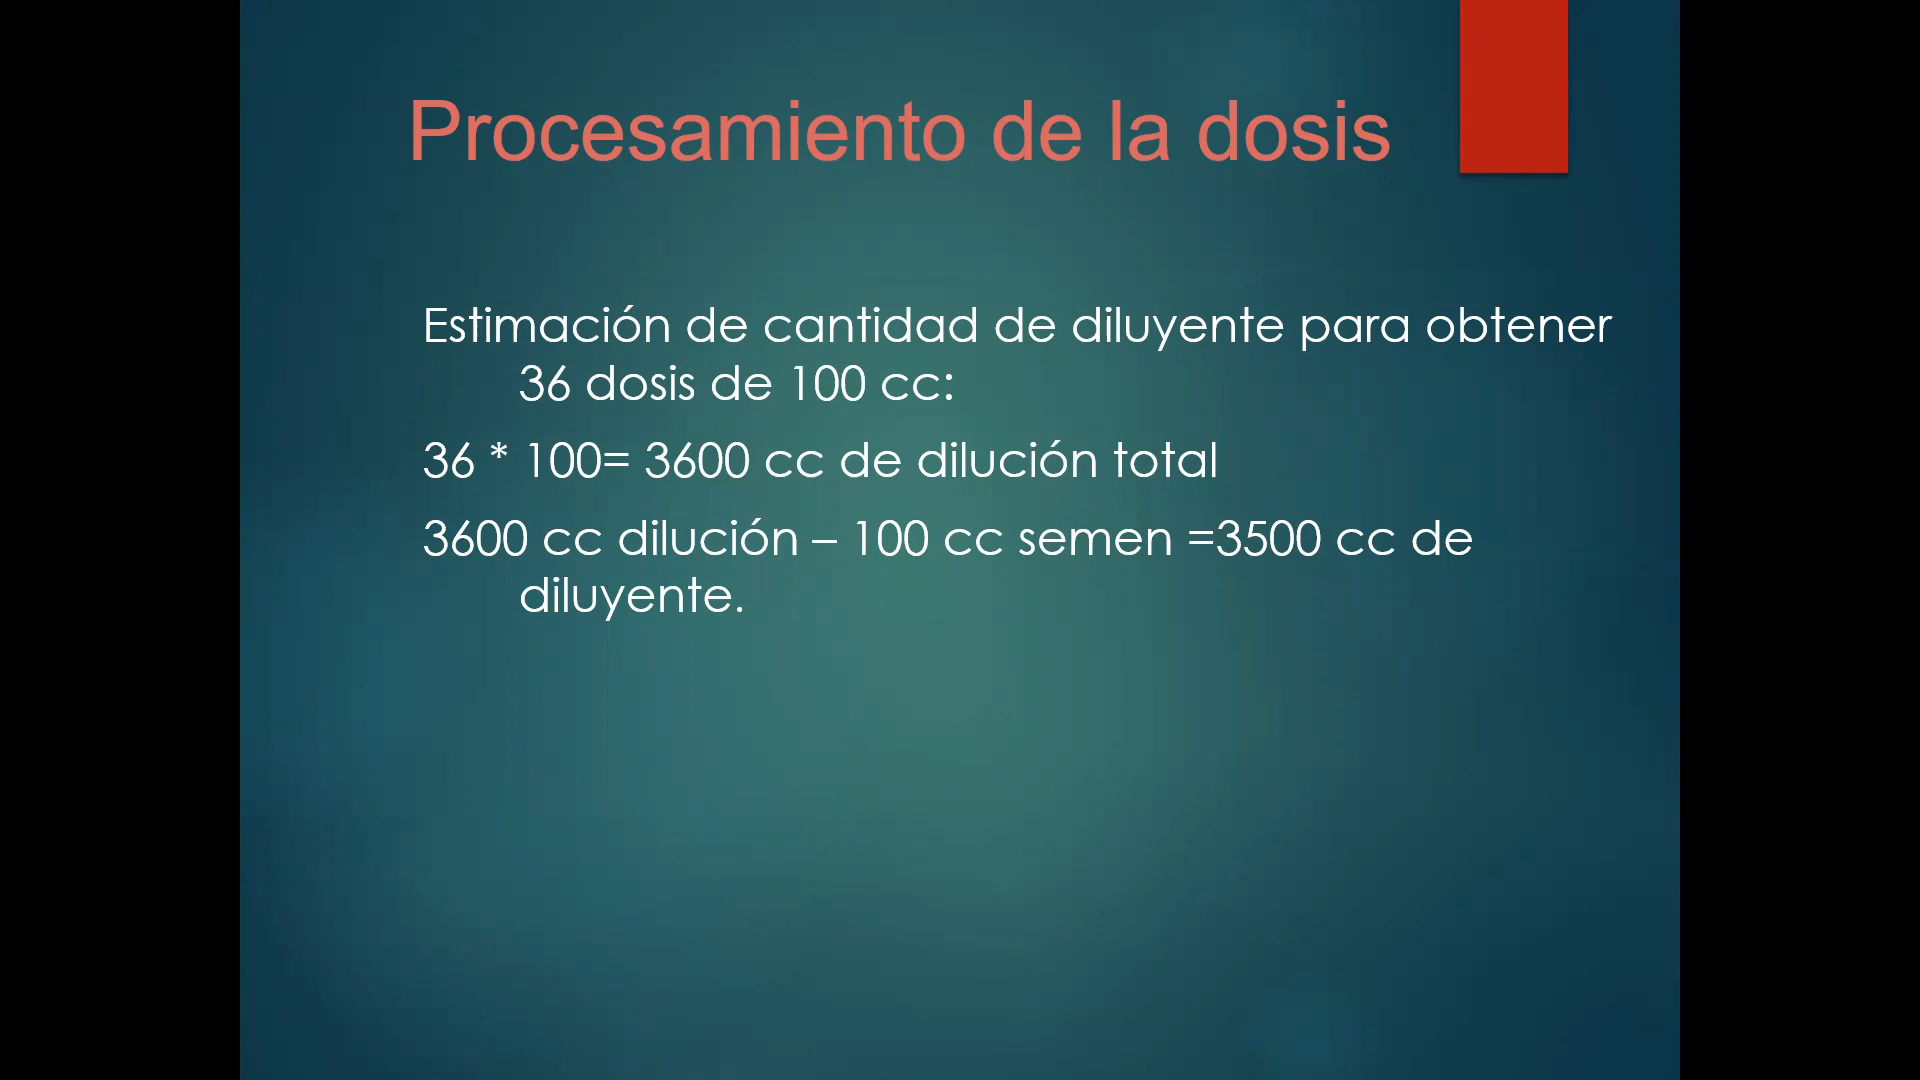 Procesamiento de la dosis
Estimación de cantidad de diluyente para obtener
36 dosis de 100 cc:
36 * 100= 3600 cc de dilución total
3600 cc dilución – 100 cc semen =3500 cc de
diluyente.